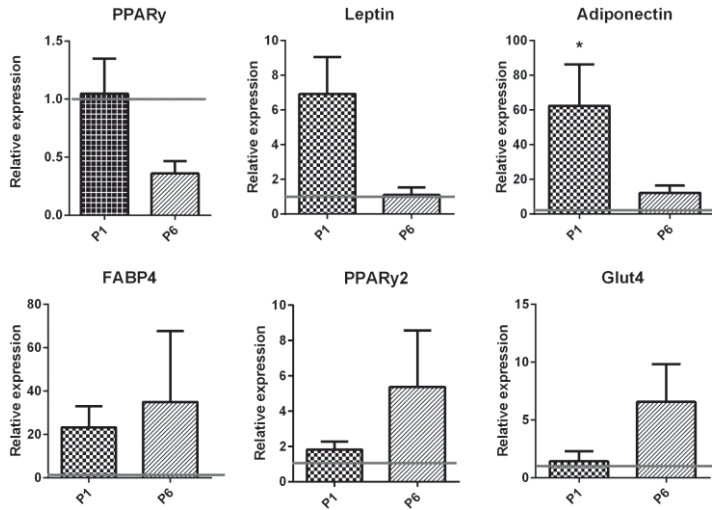 PPARy
Relative expression
1.5
1.0
0.5
0.0
P1
P6
Leptin
Relative expression
10
8
6
4
2
0
P1
P6
Adiponectin
Relative expression
100
80
60
40
20
0
*
P1
P6
FABP4
Relative expression
80
60
40
20
0
P1
P6
PPARy2
Relative expression
10
8
6
4
2
0
P1
P6
Glut4
Relative expression
15
10
5
0
P1
P6